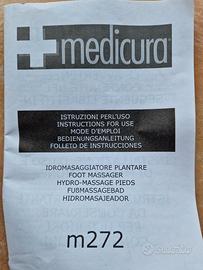 medicura
ISTRUZIONI PER L'USO
INSTRUCTIONS FOR USE
MODE D'EMPLOI
BEDIENUNGSANLEITUNG
FOLLETO DE INSTRUCCIONES
IDROMASSAGGIATORE PLANTARE
FOOT MASSAGER
HYDRO-MASSAGE PIEDS
FUßMASSAGEBAD
HIDROMASAJEADOR
m272